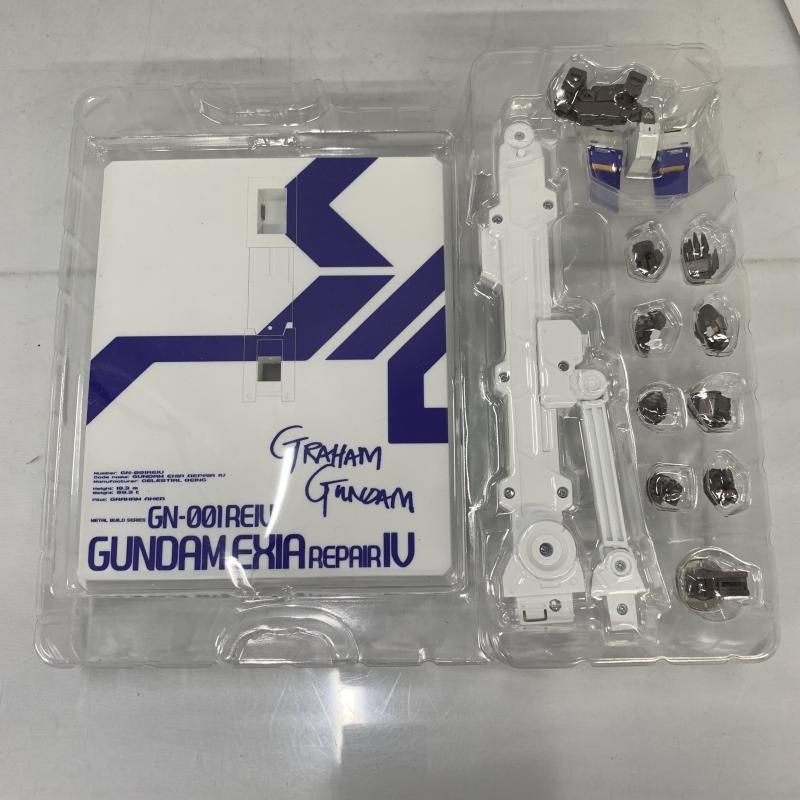 GRAHAM
GUNDAM
Number: GN-001REIV
Code name: GUNDAM EXIA REPAIR IV
Manufacturer: CELESTIAL BEING
Height: 18.3 m
Weight: 59.3 t
Pilot: GRAHAM AKER
METAL BUILD SERIES GN-001REIV
GUNDAM EXIA REPAIR IV